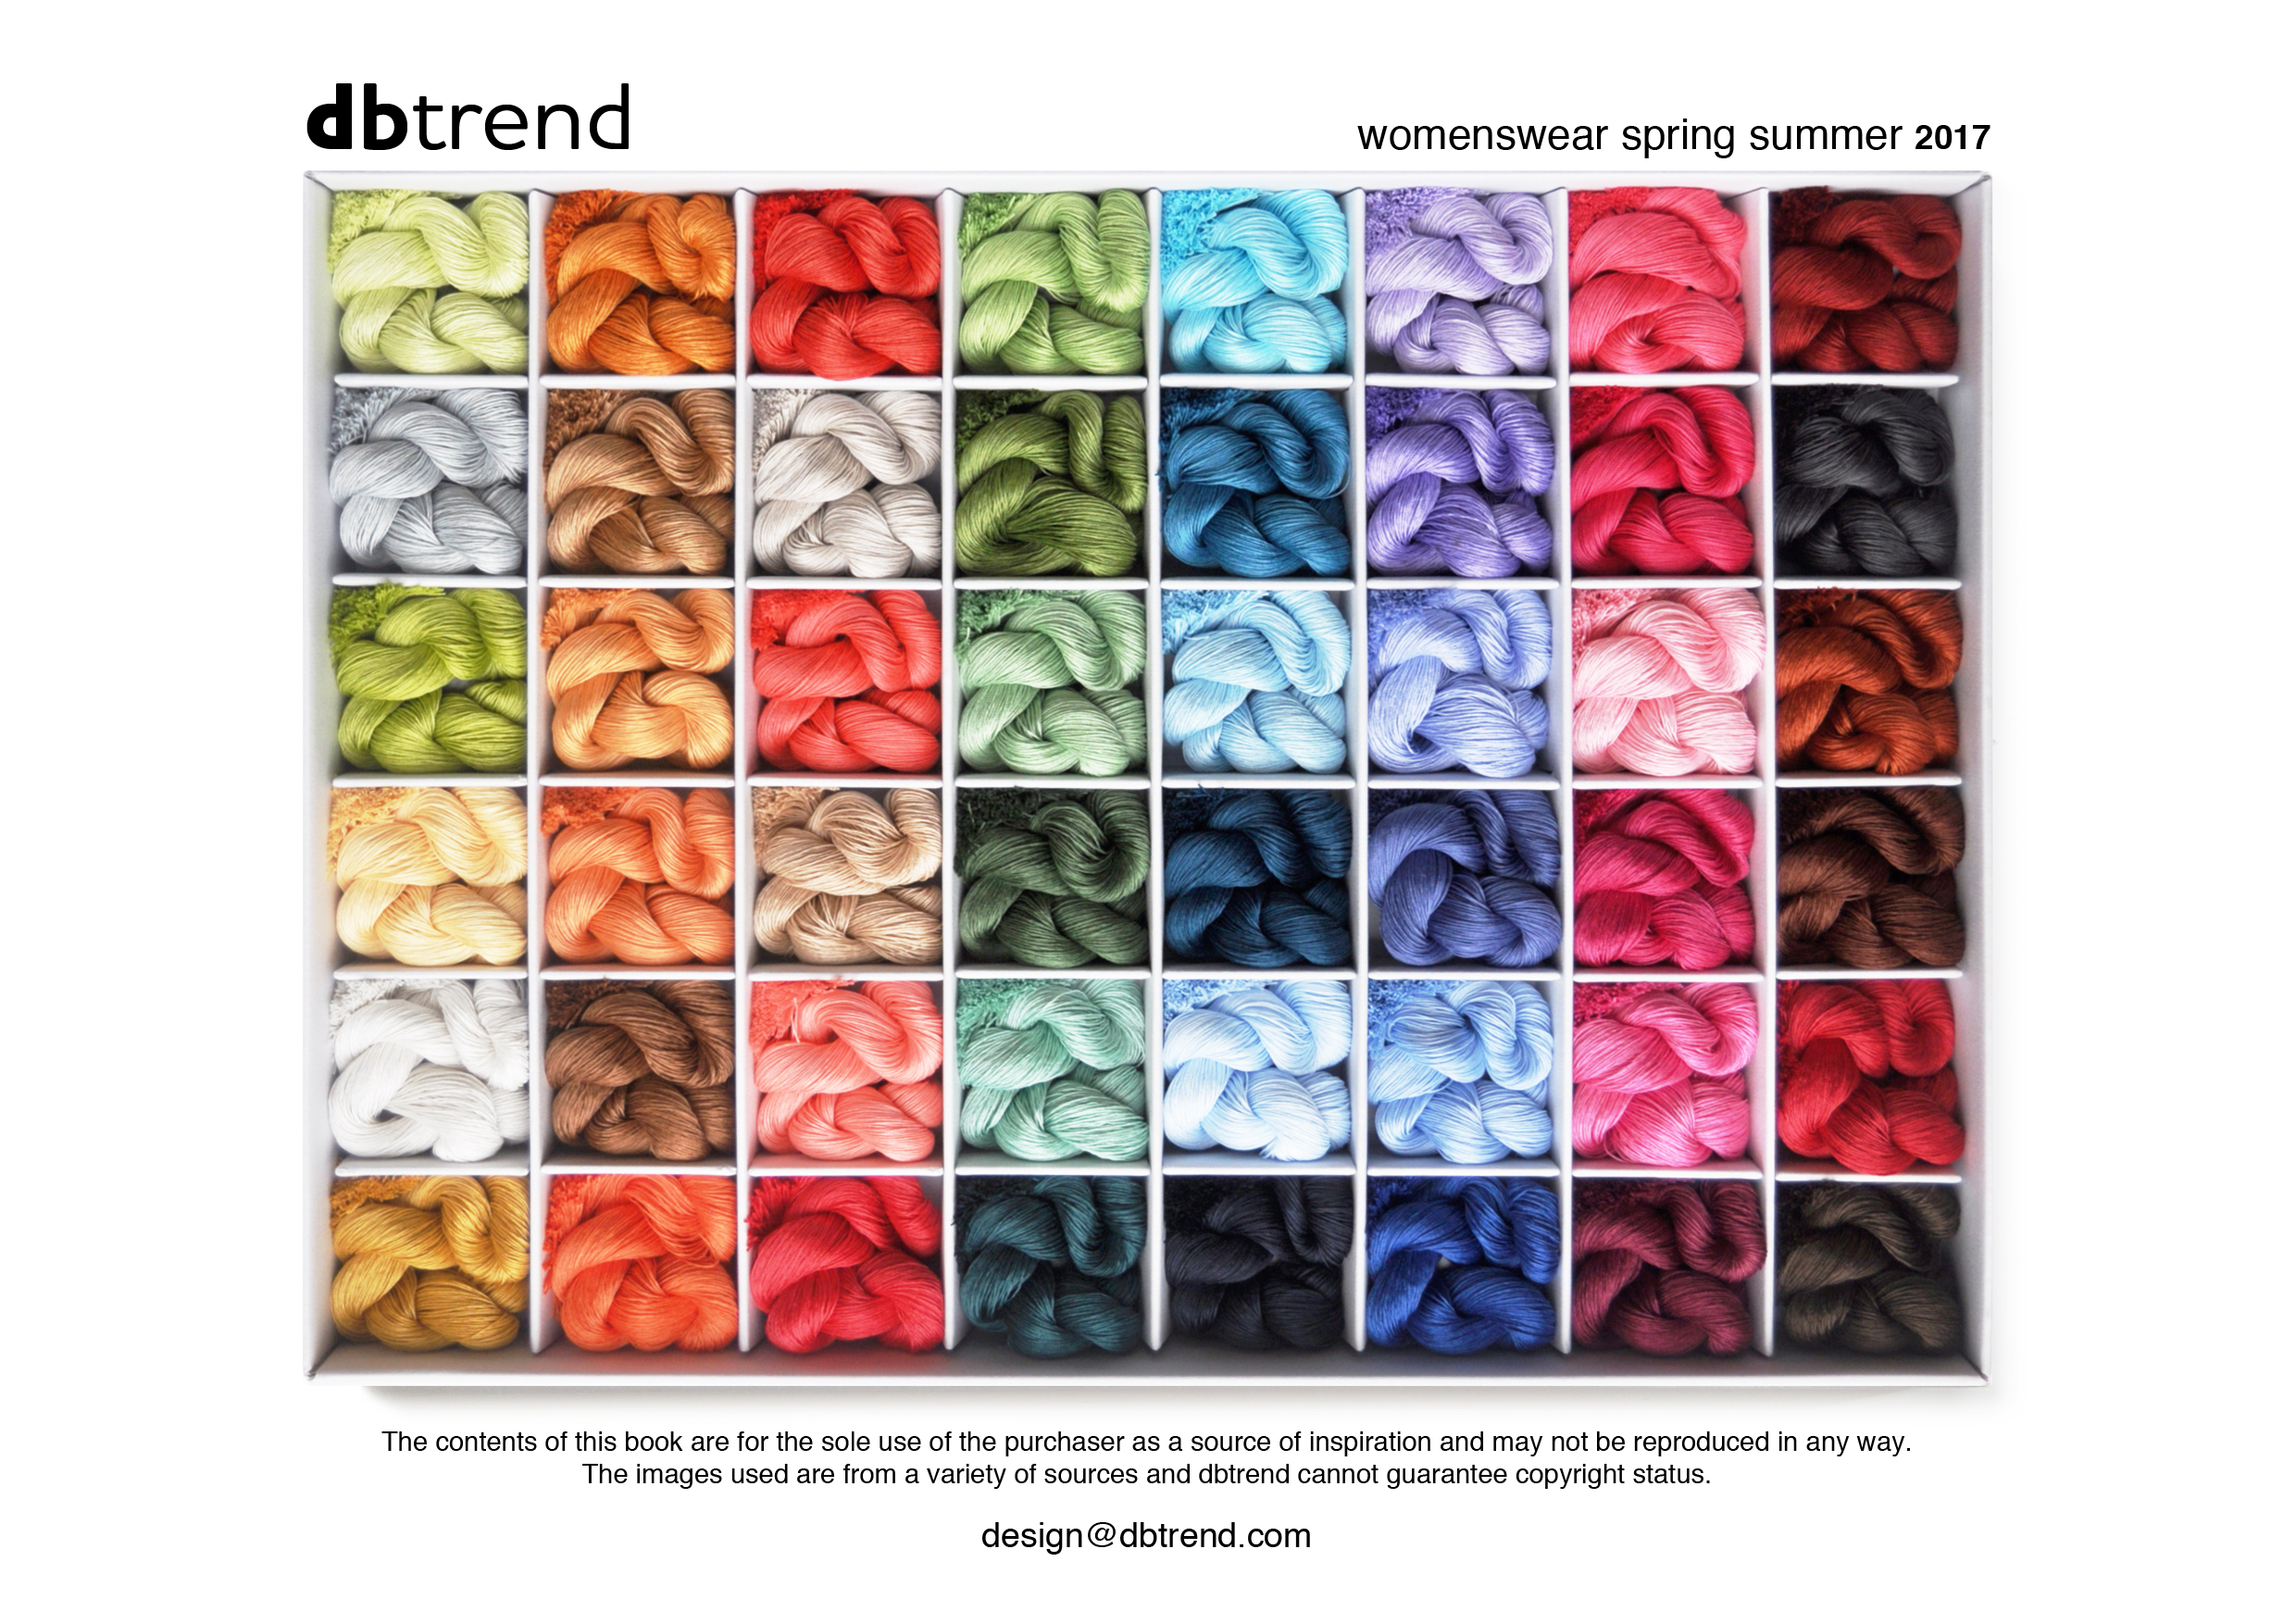 dbtrend
womenswear spring summer 2017
The contents of this book are for the sole use of the purchaser as a source of inspiration and may not be reproduced in any way.
The images used are from a variety of sources and dbtrend cannot guarantee copyright status.
design@dbtrend.com